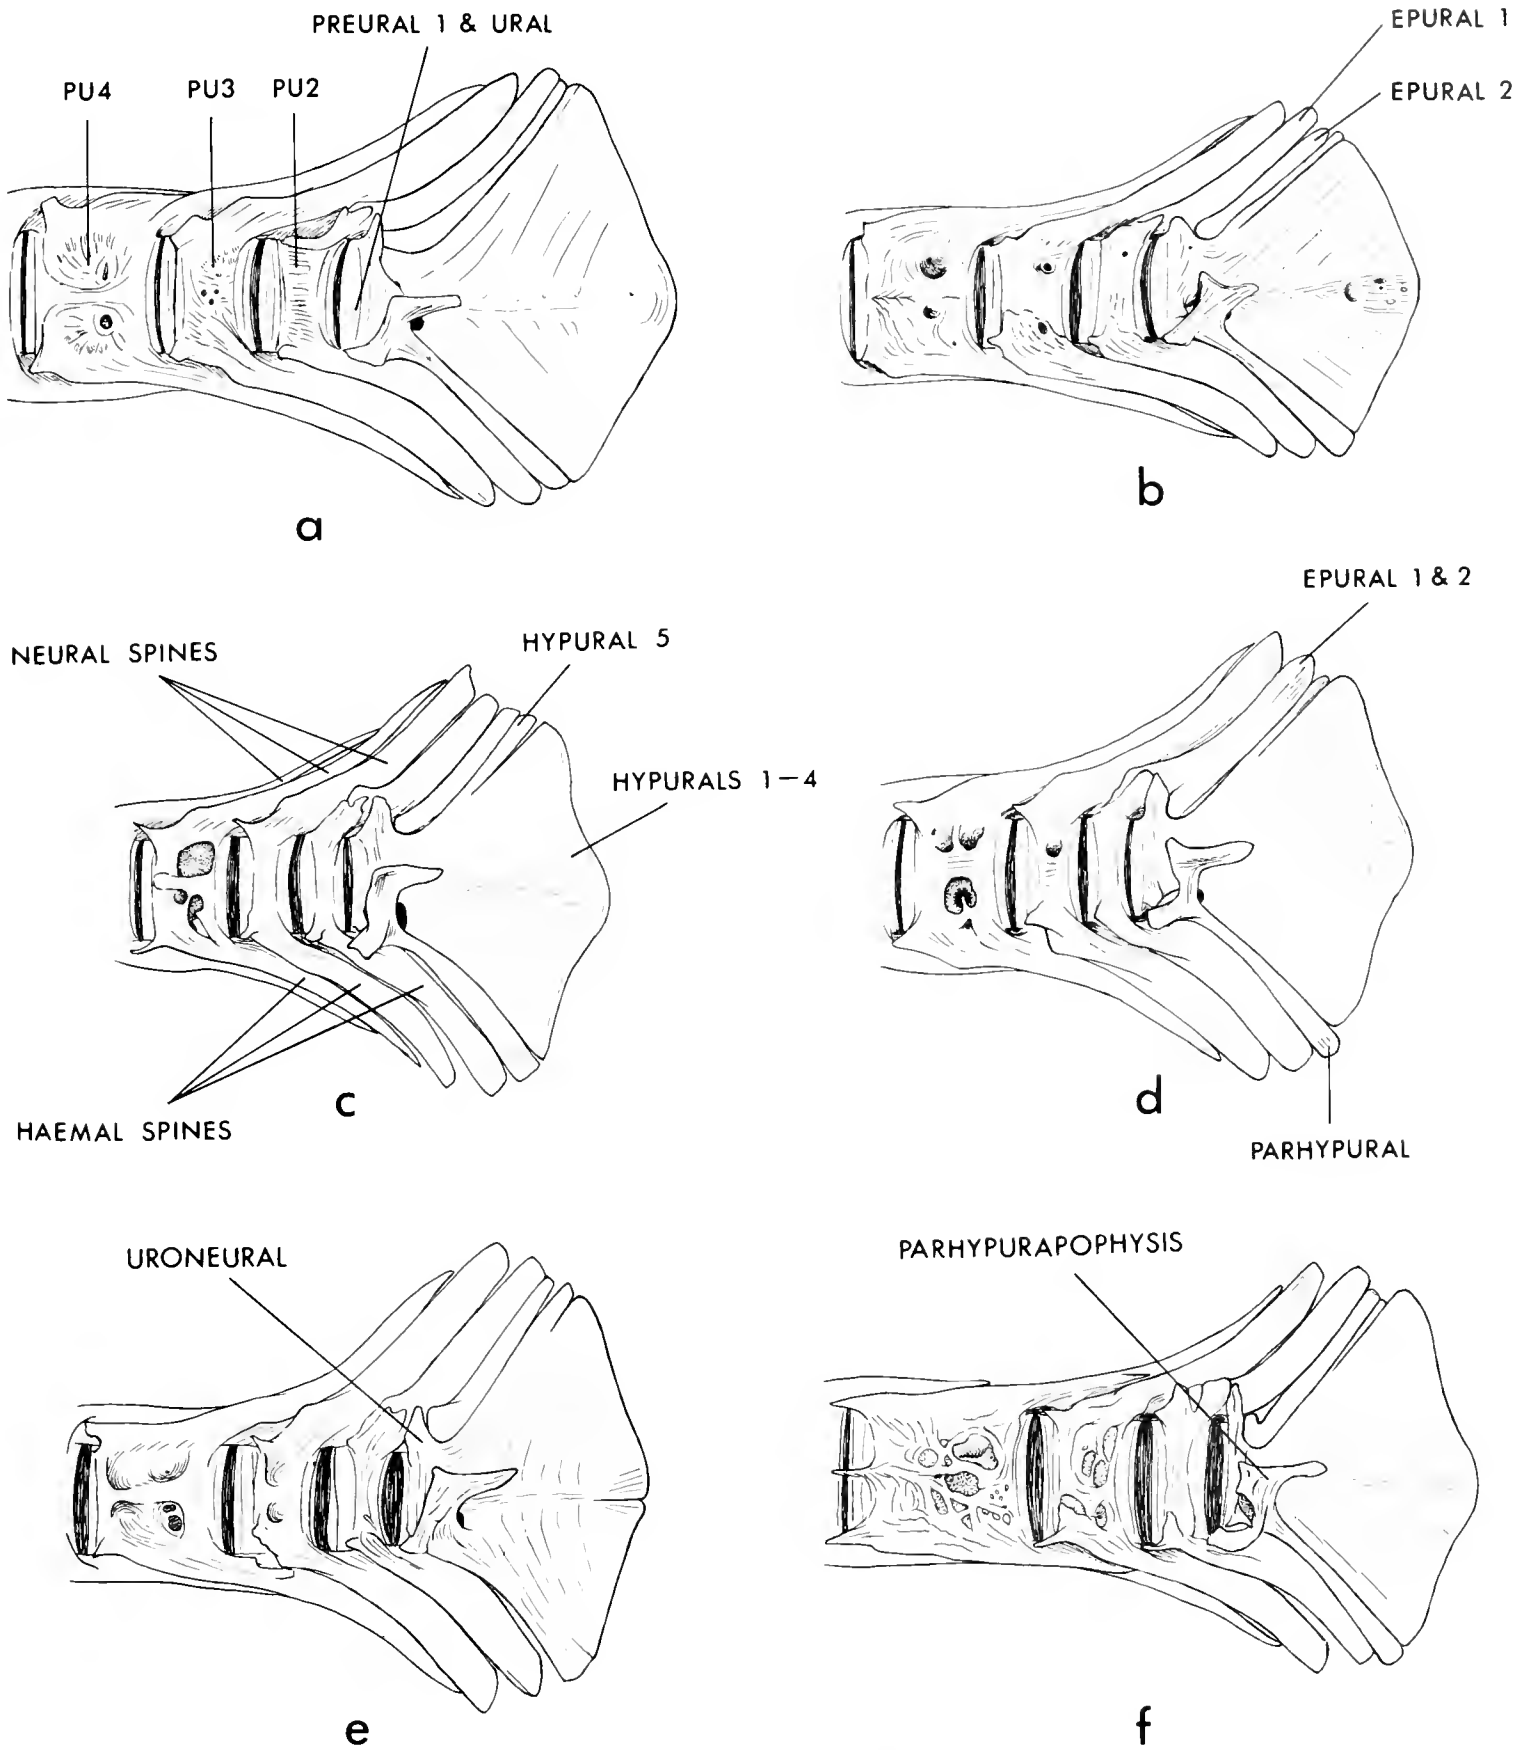 PREURAL 1 & URAL
PU4 PU3 PU2
EPURAL 1
EPURAL 2
a
b
NEURAL SPINES
HYPURAL 5
HYPURALS 1-4
HAEMAL SPINES
c
EPURAL 1 & 2
PARHYPURAL
d
URONEURAL
e
PARHYPURAPOPHYSIS
f